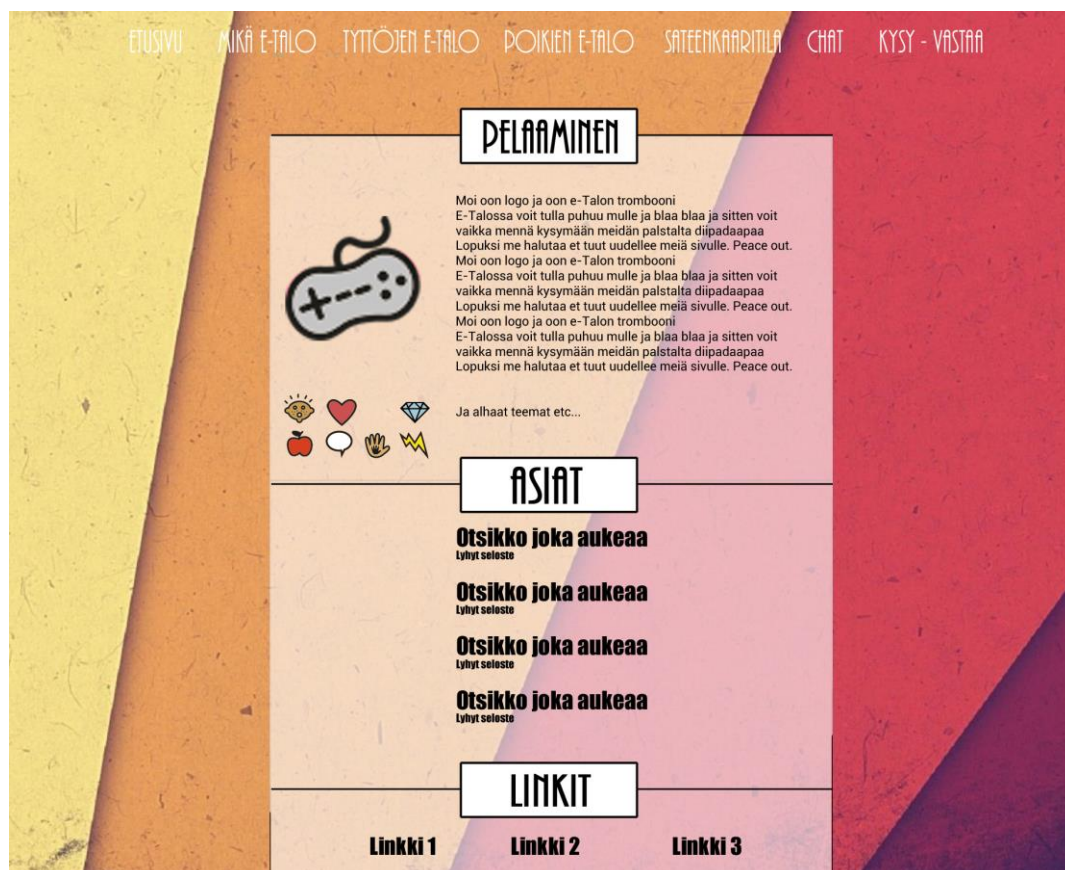 ETUSIVU MIKÄ E-TALO TYTTÖJEN E-TALO POIKIEN E-TALO SATEENKAARITILA CHAT KYSY - VASTAA
PELAAMINEN
Moi oon logo ja oon e-Talon trombooni
E-Talossa voit tulla puhuu mulle ja blaa blaa ja sitten voit
vaikka mennä kysymään meidän palstalta diipadaapaa
Lopuksi me halutaa et tuut uudellee meiä sivulle. Peace out.
Moi oon logo ja oon e-Talon trombooni
E-Talossa voit tulla puhuu mulle ja blaa blaa ja sitten voit
vaikka mennä kysymään meidän palstalta diipadaapaa
Lopuksi me halutaa et tuut uudellee meiä sivulle. Peace out.
Moi oon logo ja oon e-Talon trombooni
E-Talossa voit tulla puhuu mulle ja blaa blaa ja sitten voit
vaikka mennä kysymään meidän palstalta diipadaapaa
Lopuksi me halutaa et tuut uudellee meiä sivulle. Peace out.
Ja alhaat teemat etc...
ASIAT
Otsikko joka aukeaa
Lyhyt seloste
Otsikko joka aukeaa
Lyhyt seloste
Otsikko joka aukeaa
Lyhyt seloste
Otsikko joka aukeaa
Lyhyt seloste
LINKIT
Linkki 1 Linkki 2 Linkki 3